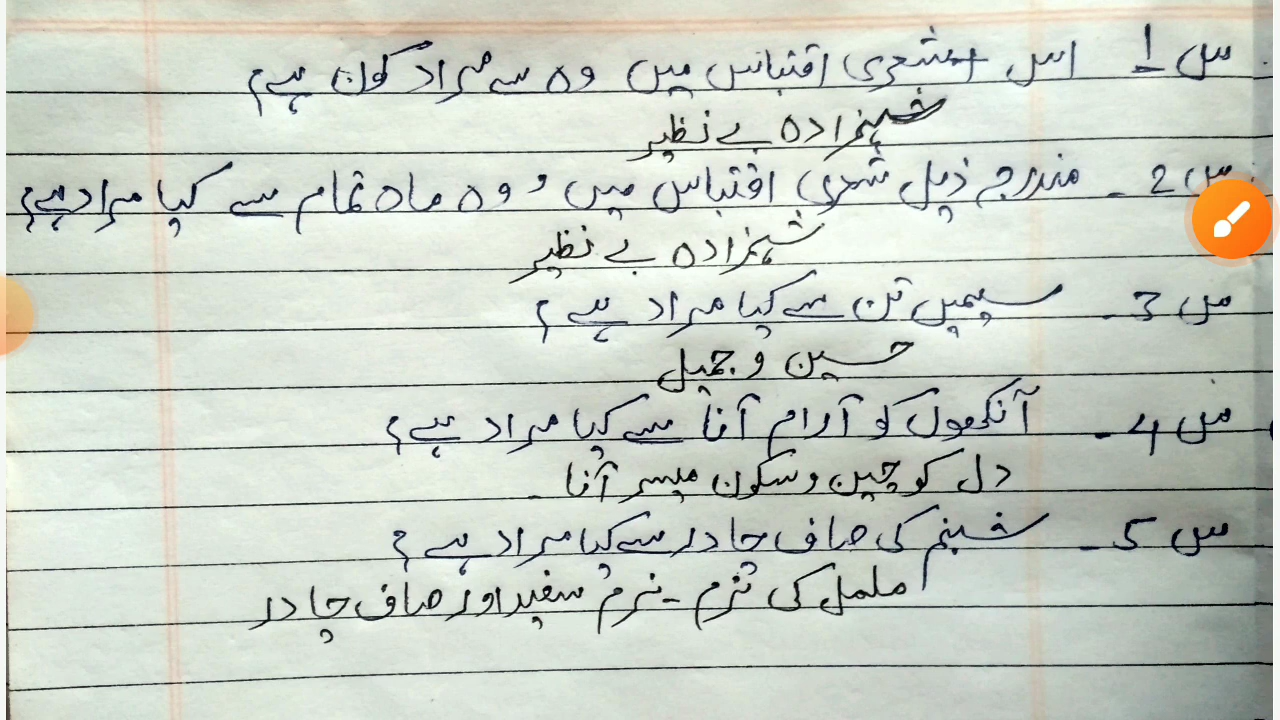 س 1 اس شعری اقتباس میں وہ سے مراد کون ہے؟
شہزادہ بے نظیر
س 2۔ مندرجہ ذیل شعری اقتباس میں ' وہ ماہ تمام سے کیا مراد ہے؟
شہزادہ بے نظیر
س 3۔ سیمیں تن سے کیا مراد ہے؟
حسین و جمیل
س 4۔ آنکھوں کو آرام آنا سے کیا مراد ہے؟
دل کو چین و سکون میسر آنا۔
س 5۔ شبنم کی صاف چادر سے کیا مراد ہے؟
ململ کی نرم ۔ نرم سفید اور صاف چادر